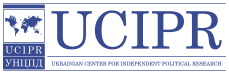 UCIPR
УНЦПД
UCIPR
UKRAINIAN CENTER FOR INDEPENDENT POLITICAL RESEARCH